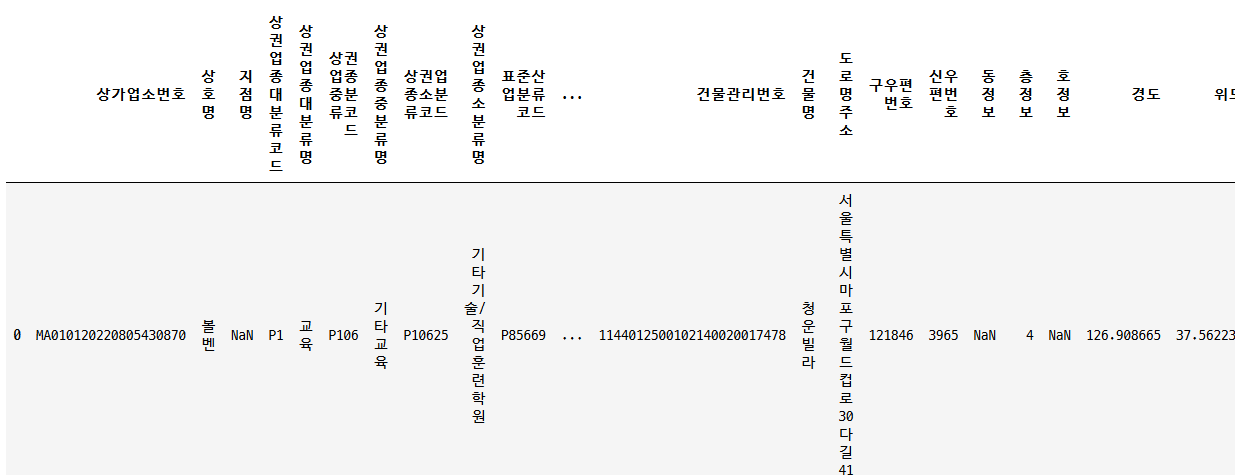 상가업소번호
상호명
지점명
상권업종대분류코드
상권업종대분류명
상권업종중분류코드
상권업종중분류명
상권업종소분류코드
상권업종소분류명
표준산업분류코드
...
건물관리번호
건물명
도로명주소
구우편번호
신우편번호
동정보
층정보
호정보
경도
위도
0
MA010120220805430870
볼벤
NaN
P1
교육
P106
기타교육
P10625
기타기술/직업훈련학원
P85669
...
1144012500102140020017478
청운빌라
서울특별시마포구월드컵로30다길41
121846
3965
NaN
4
NaN
126.908665
37.56223